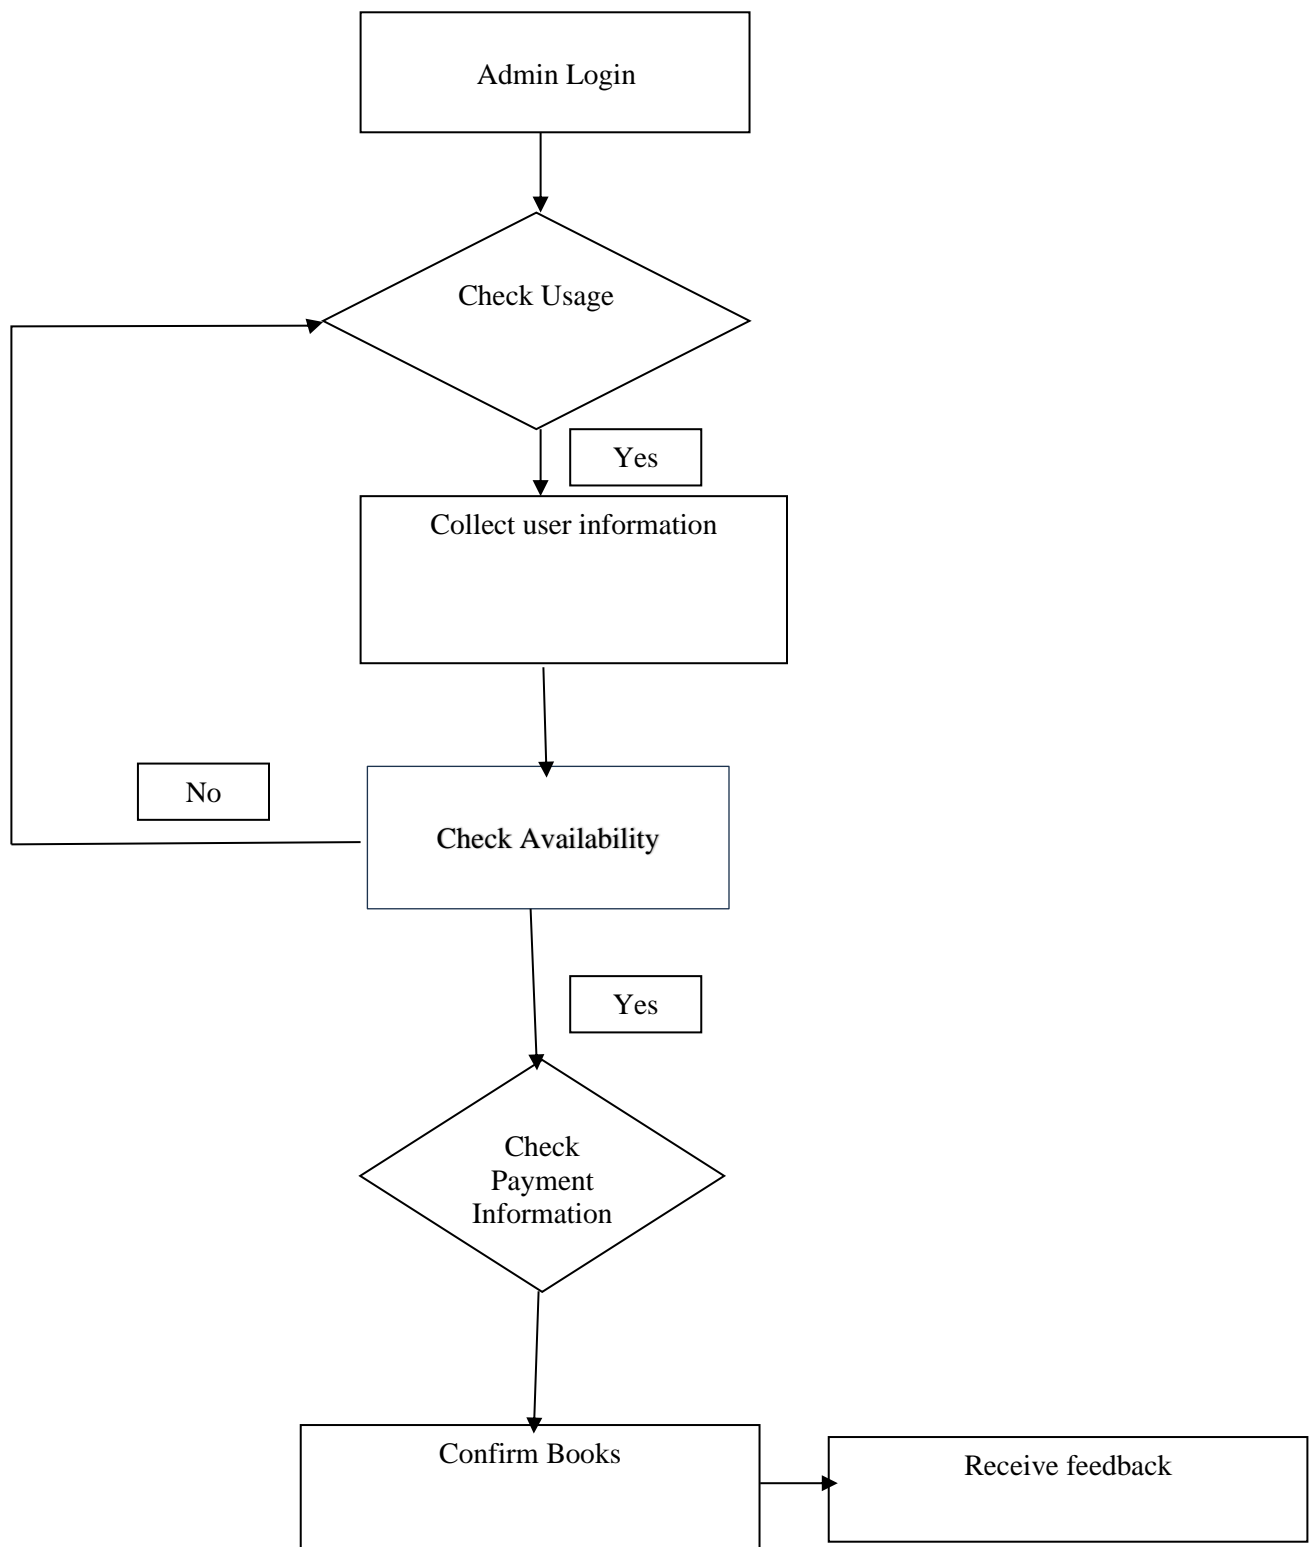 Admin Login
Check Usage
Yes
Collect user information
No
Check Availability
Yes
Check
Payment
Information
Confirm Books
Receive feedback